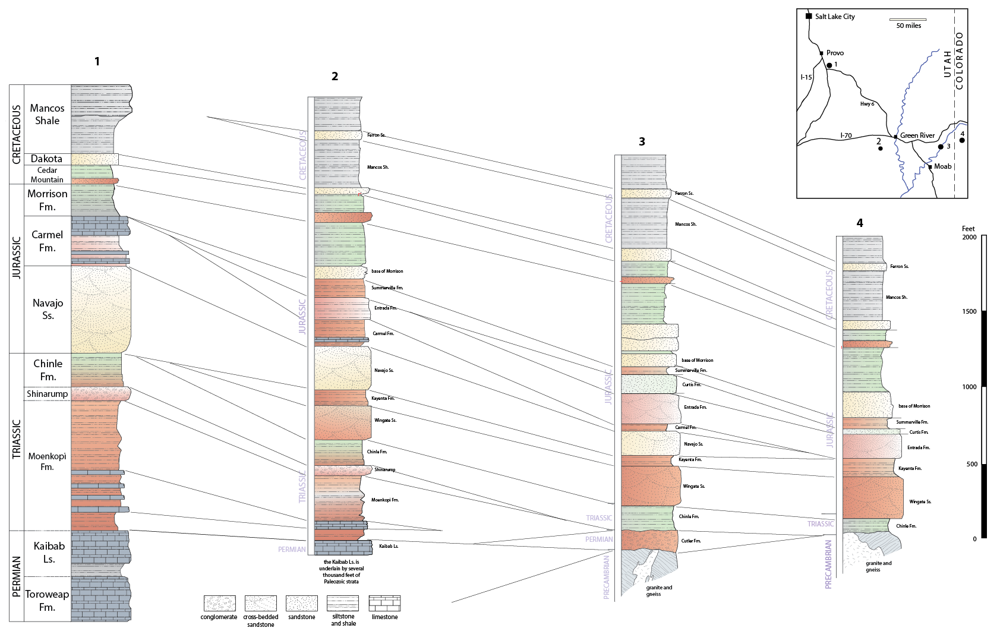 1
CRETACEOUS
JURASSIC
TRIASSIC
PERMIAN
Mancos
Shale
Dakota
Cedar
Mountain
Morrison
Fm.
Carmel
Fm.
Navajo
Ss.
Chinle
Fm.
Shinarump
Moenkopi
Fm.
Kaibab
Ls.
Toroweap
Fm.
2
CRETACEOUS
JURASSIC
TRIASSIC
PERMIAN
Ferron Ss.
Mancos Sh.
base of Morrison
Summerville Fm.
Entrada Fm.
Carmel Fm.
Navajo Ss.
Kayenta Fm.
Wingate Ss.
Chinle Fm.
Shinarump
Moenkopi Fm.
Kaibab Ls.
the Kaibab Ls. is
underlain by several
thousand feet of
Paleozoic strata
3
CRETACEOUS
JURASSIC
TRIASSIC
PERMIAN
PRECAMBRIAN
Ferron Ss.
Mancos Sh.
base of Morrison
Summerville Fm.
Curtis Fm.
Entrada Fm.
Carmel Fm.
Navajo Ss.
Kayenta Fm.
Wingate Ss.
Chinle Fm.
Cutler Fm.
granite and
gneiss
4
CRETACEOUS
JURASSIC
TRIASSIC
PRECAMBRIAN
Ferron Ss.
Mancos Sh.
base of Morrison
Summerville Fm.
Curtis Fm.
Entrada Fm.
Kayenta Fm.
Wingate Ss.
Chinle Fm.
granite and
gneiss
Feet
2000
1500
1000
500
0
Salt Lake City
50 miles
Provo
1
I-15
Hwy 6
UTAH
COLORADO
I-70
Green River
2
3
4
Moab
conglomerate
cross-bedded
sandstone
sandstone
siltstone
and shale
limestone